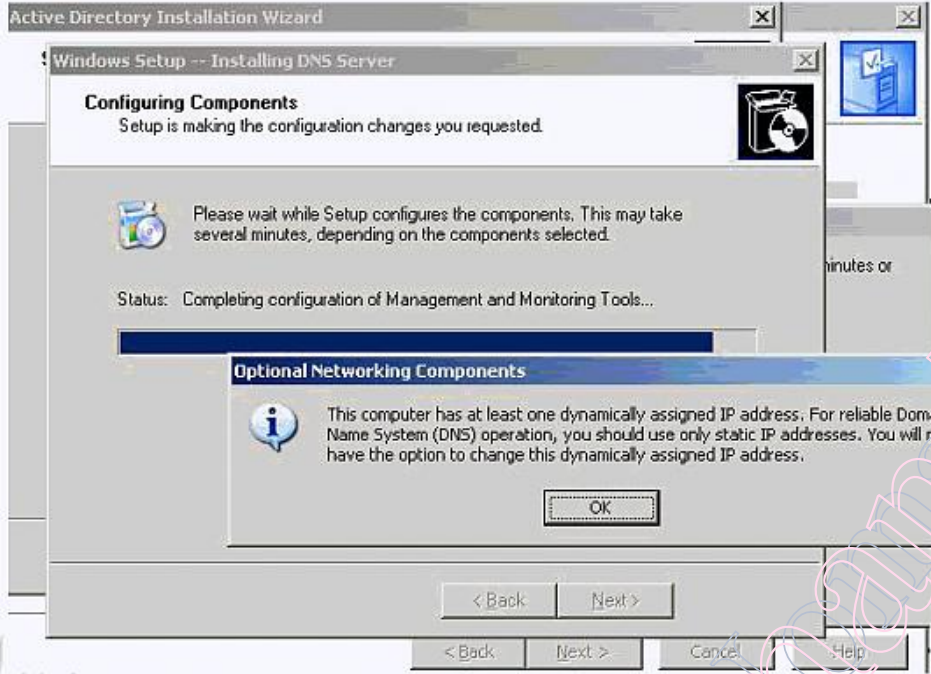 Active Directory Installation Wizard
Windows Setup -- Installing DNS Server
Configuring Components
Setup is making the configuration changes you requested.
Please wait while Setup configures the components. This may take
several minutes, depending on the components selected.
minutes or
Status: Completing configuration of Management and Monitoring Tools...
Optional Networking Components
This computer has at least one dynamically assigned IP address. For reliable
Name System (DNS) operation, you should use only static IP addresses. You will
have the option to change this dynamically assigned IP address.
OK
< Back Next >
< Back Next > Cancel Help